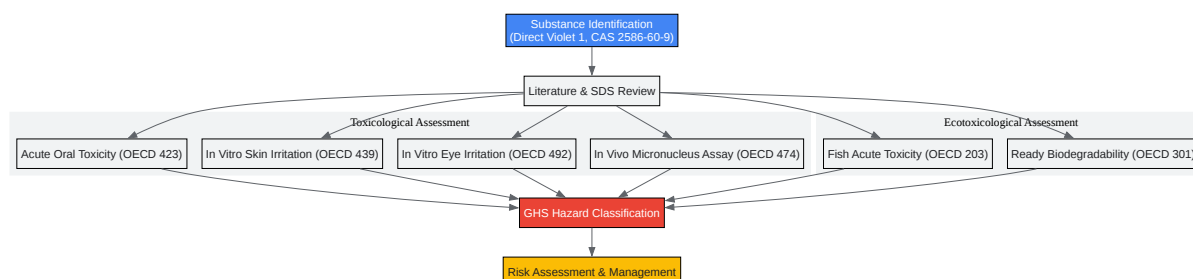 Substance Identification
(Direct Violet 1, CAS 2586-60-9)
Literature & SDS Review
Toxicological Assessment
Ecotoxicological Assessment
Acute Oral Toxicity (OECD 423)
In Vitro Skin Irritation (OECD 439)
In Vitro Eye Irritation (OECD 492)
In Vivo Micronucleus Assay (OECD 474)
Fish Acute Toxicity (OECD 203)
Ready Biodegradability (OECD 301)
GHS Hazard Classification
Risk Assessment & Management